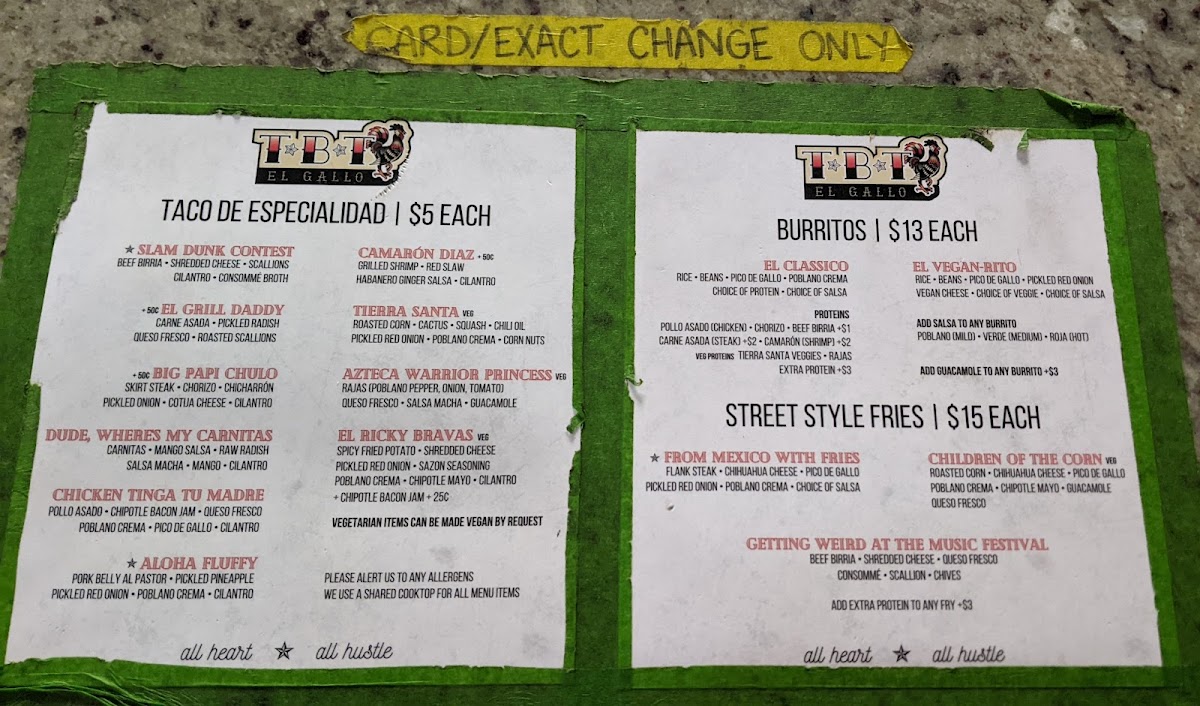 CARD/EXACT CHANGE ONLY
T★B★T
EL GALLO
TACO DE ESPECIALIDAD | $5 EACH
★ SLAM DUNK CONTEST
BEEF BIRRIA • SHREDDED CHEESE • SCALLIONS
CILANTRO • CONSOMMÉ BROTH
+50¢ EL GRILL DADDY
CARNE ASADA • PICKLED RADISH
QUESO FRESCO • ROASTED SCALLIONS
+50¢ BIG PAPI CHULO
SKIRT STEAK • CHORIZO • CHICHARRÓN
PICKLED ONION • COTIJA CHEESE • CILANTRO
DUDE, WHERE'S MY CARNITAS
CARNITAS • MANGO SALSA • RAW RADISH
SALSA MACHA • MANGO • CILANTRO
CHICKEN TINGA TU MADRE
POLLO ASADO • CHIPOTLE BACON JAM • QUESO FRESCO
POBLANO CREMA • PICO DE GALLO • CILANTRO
★ ALOHA FLUFFY
PORK BELLY AL PASTOR • PICKLED PINEAPPLE
PICKLED RED ONION • POBLANO CREMA • CILANTRO
CAMARÓN DIAZ +50¢
GRILLED SHRIMP • RED SLAW
HABANERO GINGER SALSA • CILANTRO
TIERRA SANTA VEG
ROASTED CORN • CACTUS • SQUASH • CHILI OIL
PICKLED RED ONION • POBLANO CREMA • CORN NUTS
AZTECA WARRIOR PRINCESS VEG
RAJAS (POBLANO PEPPER, ONION, TOMATO)
QUESO FRESCO • SALSA MACHA • GUACAMOLE
EL RICKY BRAVAS VEG
SPICY FRIED POTATO • SHREDDED CHEESE
PICKLED RED ONION • SAZON SEASONING
POBLANO CREMA • CHIPOTLE MAYO • CILANTRO
+ CHIPOTLE BACON JAM + 25¢
VEGETARIAN ITEMS CAN BE MADE VEGAN BY REQUEST
PLEASE ALERT US TO ANY ALLERGENS
WE USE A SHARED COOKTOP FOR ALL MENU ITEMS
all heart ★ all hustle
T★B★T
EL GALLO
BURRITOS | $13 EACH
EL CLASSICO
RICE • BEANS • PICO DE GALLO • POBLANO CREMA
CHOICE OF PROTEIN • CHOICE OF SALSA
PROTEINS
POLLO ASADO (CHICKEN) • CHORIZO • BEEF BIRRIA +$1
CARNE ASADA (STEAK) +$2 • CAMARÓN (SHRIMP) +$2
VEG PROTEINS TIERRA SANTA VEGGIES • RAJAS
EXTRA PROTEIN +$3
EL VEGAN-RITO
RICE • BEANS • PICO DE GALLO • PICKLED RED ONION
VEGAN CHEESE • CHOICE OF VEGGIE • CHOICE OF SALSA
ADD SALSA TO ANY BURRITO
POBLANO (MILD) • VERDE (MEDIUM) • ROJA (HOT)
ADD GUACAMOLE TO ANY BURRITO +$3
STREET STYLE FRIES | $15 EACH
★ FROM MEXICO WITH FRIES
FLANK STEAK • CHIHUAHUA CHEESE • PICO DE GALLO
PICKLED RED ONION • POBLANO CREMA • CHOICE OF SALSA
CHILDREN OF THE CORN VEG
ROASTED CORN • CHIHUAHUA CHEESE • PICO DE GALLO
POBLANO CREMA • CHIPOTLE MAYO • GUACAMOLE
QUESO FRESCO
GETTING WEIRD AT THE MUSIC FESTIVAL
BEEF BIRRIA • SHREDDED CHEESE • QUESO FRESCO
CONSOMMÉ • SCALLION • CHIVES
ADD EXTRA PROTEIN TO ANY FRY +$3
all heart ★ all hustle